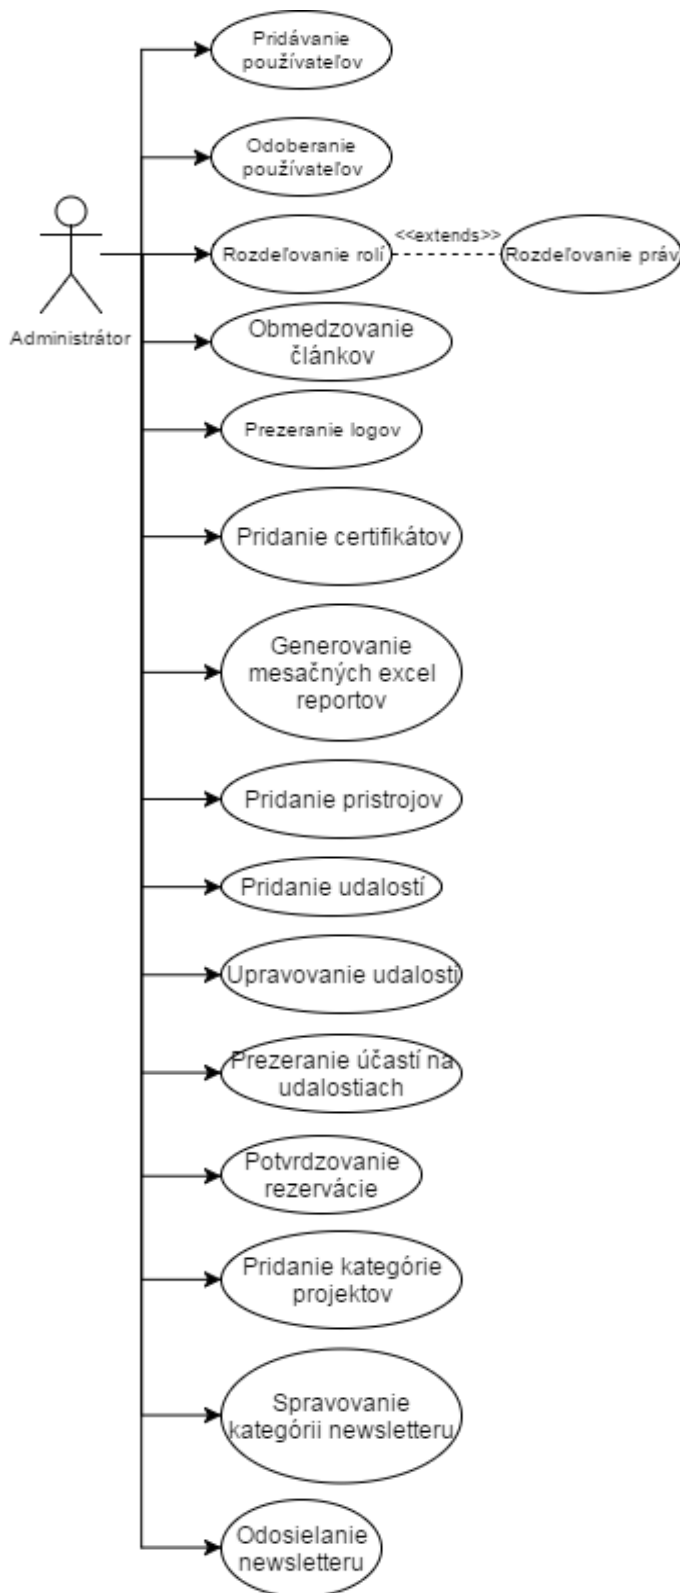 Pridávanie
používateľov
Odoberanie
používateľov
Administrátor
Rozdeľovanie rolí
<<extends>>
Rozdeľovanie práv
Obmedzovanie
článkov
Prezeranie logov
Pridanie certifikátov
Generovanie
mesačných excel
reportov
Pridanie pristrojov
Pridanie udalostí
Upravovanie udalostí
Prezeranie účastí na
udalostiach
Potvrdzovanie
rezervácie
Pridanie kategórie
projektov
Spravovanie
kategórii newsletteru
Odosielanie
newsletteru